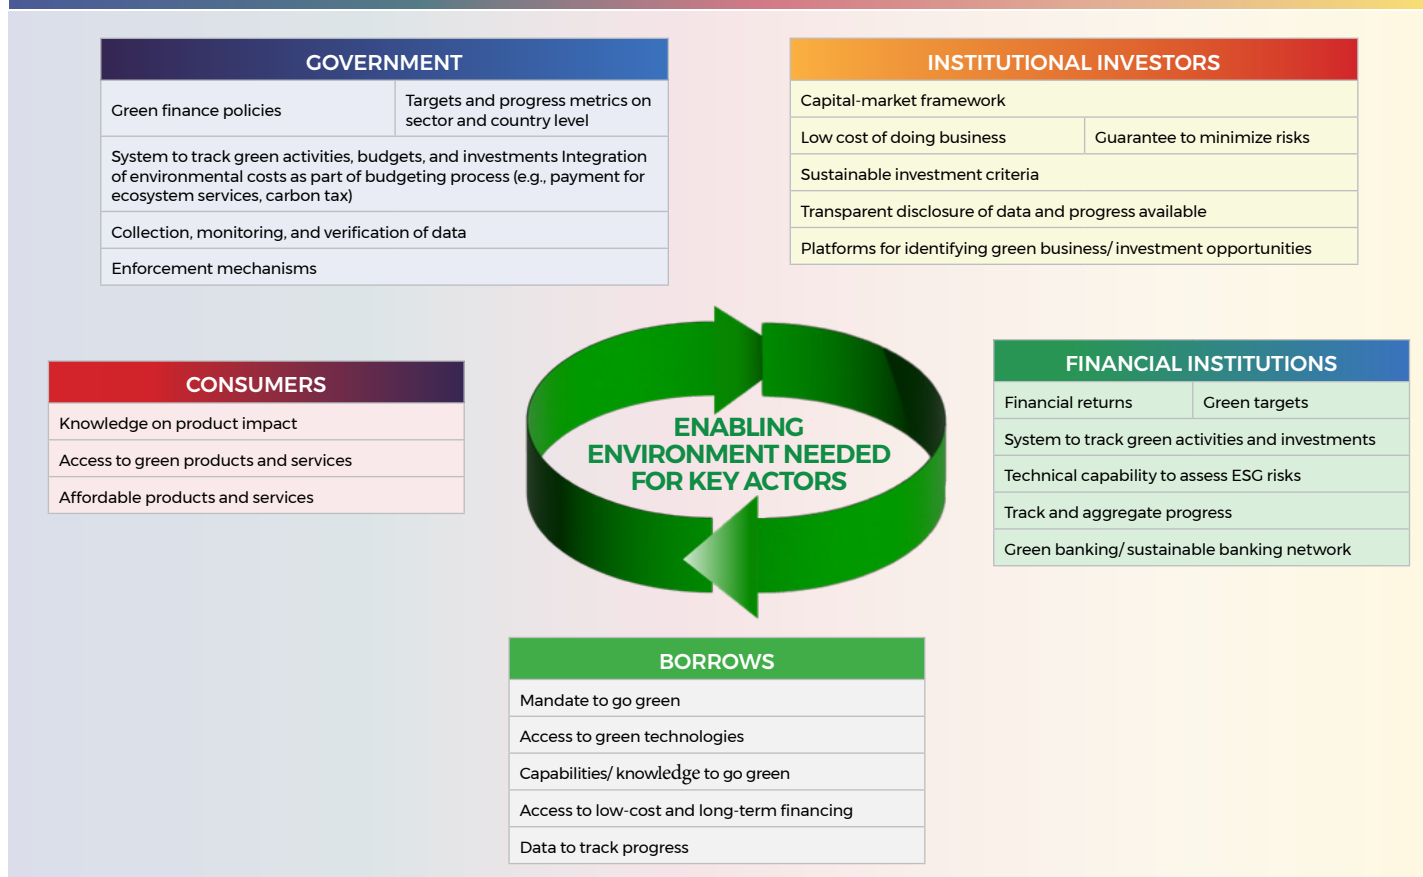 GOVERNMENT
Green finance policies
Targets and progress metrics on
sector and country level
System to track green activities, budgets, and investments Integration
of environmental costs as part of budgeting process (e.g., payment for
ecosystem services, carbon tax)
Collection, monitoring, and verification of data
Enforcement mechanisms
INSTITUTIONAL INVESTORS
Capital-market framework
Low cost of doing business
Guarantee to minimize risks
Sustainable investment criteria
Transparent disclosure of data and progress available
Platforms for identifying green business/ investment opportunities
CONSUMERS
Knowledge on product impact
Access to green products and services
Affordable products and services
ENABLING
ENVIRONMENT NEEDED
FOR KEY ACTORS
FINANCIAL INSTITUTIONS
Financial returns
Green targets
System to track green activities and investments
Technical capability to assess ESG risks
Track and aggregate progress
Green banking/ sustainable banking network
BORROWS
Mandate to go green
Access to green technologies
Capabilities/ knowledge to go green
Access to low-cost and long-term financing
Data to track progress